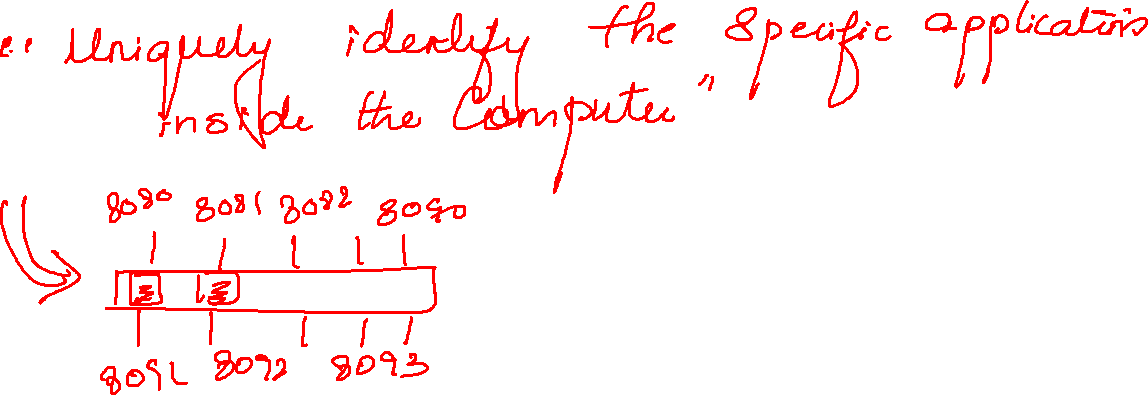 :: Uniquely identify the specific applications
inside the Computer"
8080 8081 8082 8090
8091 8092 8093